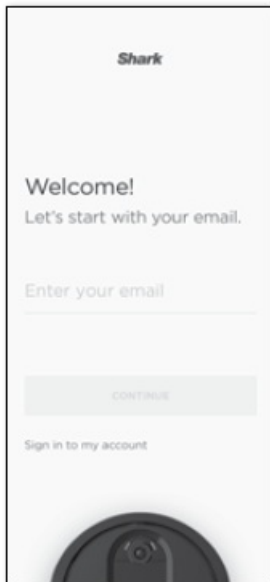 Shark
Welcome!
Let's start with your email.
Enter your email
CONTINUE
Sign in to my account